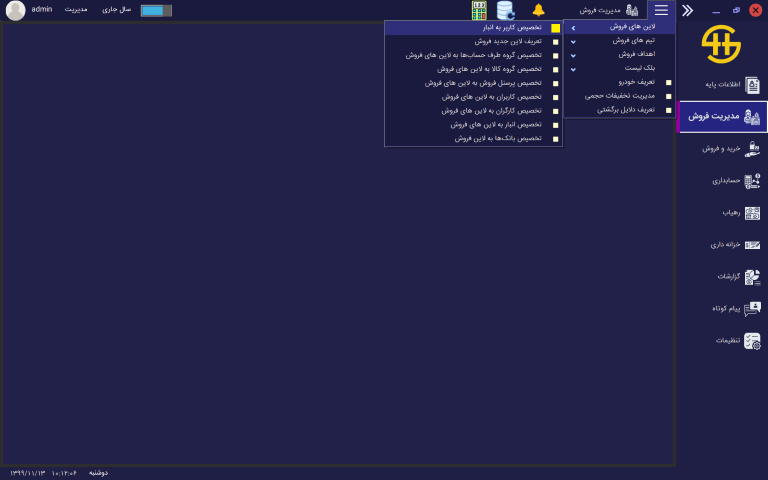 admin
مدیریت
سال جاری
مدیریت فروش
لاین های فروش
تیم های فروش
اهداف فروش
بلک لیست
تعریف خودرو
مدیریت تخفیفات حجمی
تعریف دلایل برگشتی
تخصیص کاربر به انبار
تعریف لاین جدید فروش
تخصیص گروه طرف حساب‌ها به لاین های فروش
تخصیص گروه کالا به لاین های فروش
تخصیص پرسنل فروش به لاین های فروش
تخصیص کاربران به لاین های فروش
تخصیص کارگران به لاین های فروش
تخصیص انبار به لاین های فروش
تخصیص بانک‌ها به لاین فروش
اطلاعات پایه
مدیریت فروش
خرید و فروش
حسابداری
رهیاب
خزانه داری
گزارشات
پیام کوتاه
تنظیمات
دوشنبه ۱۰:۱۲:۰۶ ۱۳۹۹/۱۱/۱۳